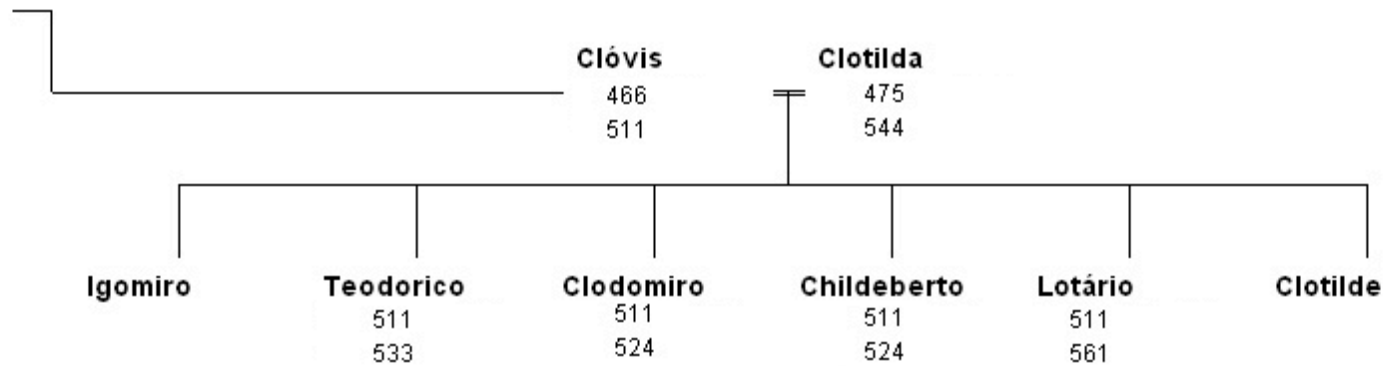 Clóvis Clotilda
466 475
511 544
Igomiro Teodorico Clodomiro Childeberto Lotário Clotilde
511 511 511 511
533 524 524 561